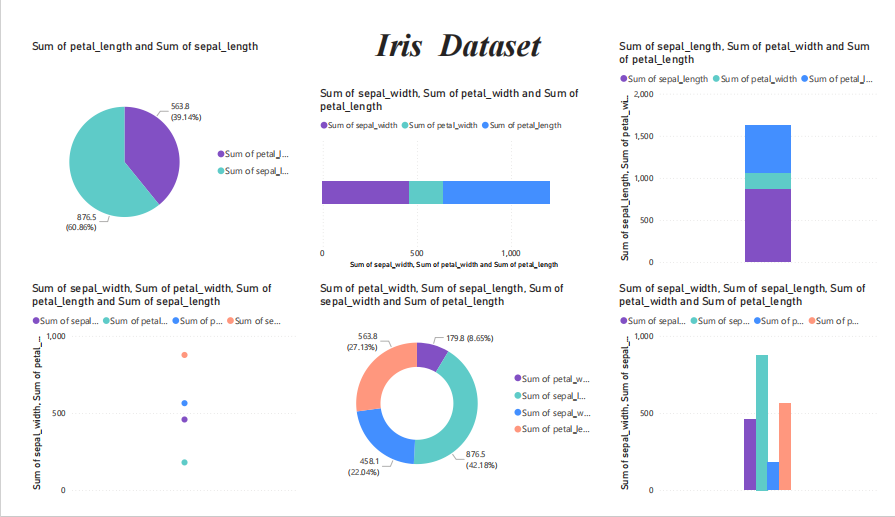 Iris Dataset
Sum of petal_length and Sum of sepal_length
563.8
(39.14%)
Sum of petal_l...
Sum of sepal_l...
876.5
(60.86%)
Sum of sepal_width, Sum of petal_width and Sum of
petal_length
Sum of sepal_width Sum of petal_width Sum of petal_length
0 500 1,000
Sum of sepal_width, Sum of petal_width and Sum of petal_length
Sum of sepal_length, Sum of petal_width and Sum
of petal_length
Sum of sepal_length Sum of petal_width Sum of petal_l...
Sum of sepal_length, Sum of petal_wi...
2,000
1,500
1,000
500
0
Sum of sepal_width, Sum of petal_width, Sum of
petal_length and Sum of sepal_length
Sum of sepal... Sum of petal... Sum of p... Sum of se...
Sum of sepal_width, Sum of petal_...
1,000
500
0
Sum of petal_width, Sum of sepal_length, Sum of
sepal_width and Sum of petal_length
563.8
(27.13%)
179.8 (8.65%)
Sum of petal_w...
Sum of sepal_l...
Sum of sepal_w...
Sum of petal_le...
458.1
(22.04%)
876.5
(42.18%)
Sum of sepal_width, Sum of sepal_length, Sum of
petal_width and Sum of petal_length
Sum of sepal... Sum of sep... Sum of p... Sum of p...
Sum of sepal_width, Sum of sepal_...
1,000
500
0